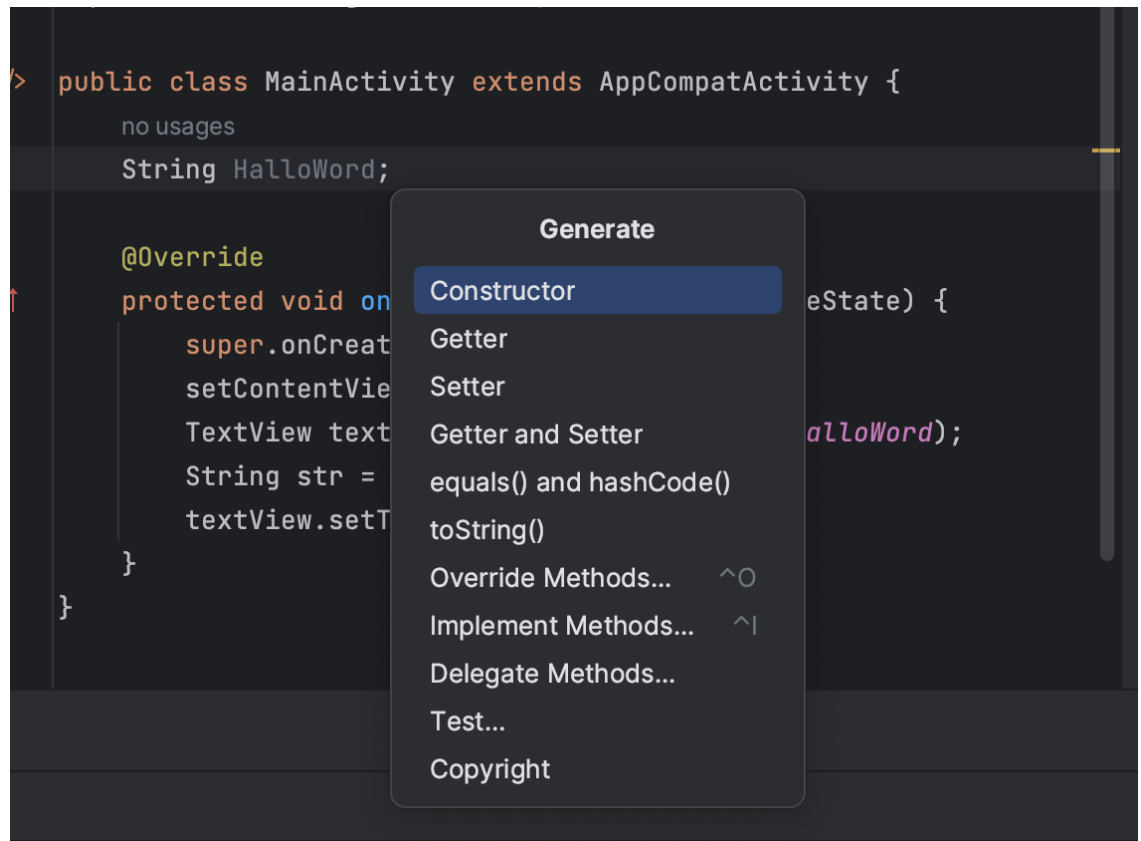 public class MainActivity extends AppCompatActivity {
no usages
String HalloWord;
@Override
protected void on
eState) {
super.onCreat
setContentVie
TextView text
alloWord);
String str =
textView.setT
}
}
Generate
Constructor
Getter
Setter
Getter and Setter
equals() and hashCode()
toString()
Override Methods... ^O
Implement Methods... ^I
Delegate Methods...
Test...
Copyright